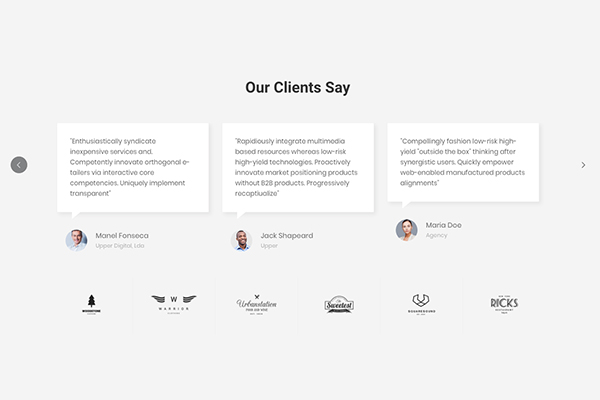 Our Clients Say
"Enthusiastically syndicate
inexpensive services and.
Competently innovate orthogonal e-
tailers via interactive core
competencies. Uniquely implement
transparent"
Manel Fonseca
Upper Digital, Lda
"Rapidiously integrate multimedia
based resources whereas low-risk
high-yield technologies. Proactively
innovate market positioning products
without B2B products. Progressively
recaptiualize"
Jack Shapeard
Upper
"Compellingly fashion low-risk high-
yield "outside the box" thinking after
synergistic users. Quickly empower
web-enabled manufactured products
alignments"
Maria Doe
Agency
W
WARRIOR
Urbanstation
The
Sweetest
RICKS
RESTAURANT